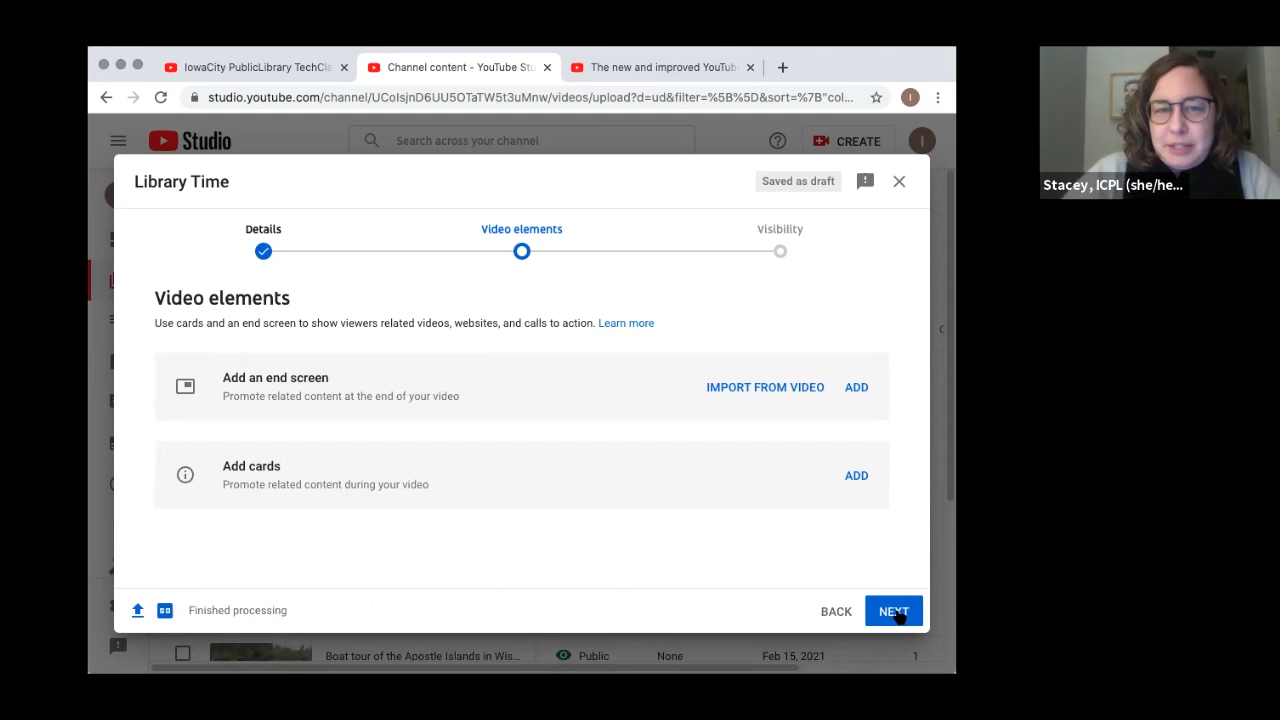 IowaCity PublicLibrary TechCla
Channel content - YouTube Stu
The new and improved YouTub
studio.youtube.com/channel/UCoIsjnD6UU5OTaTW5t3uMnw/videos/upload?d=ud&filter=%5B%5D&sort=%7B"col...
Studio
Search across your channel
CREATE
I
I
Library Time
Saved as draft
Details
Video elements
Visibility
Video elements
Use cards and an end screen to show viewers related videos, websites, and calls to action. Learn more
Add an end screen
Promote related content at the end of your video
IMPORT FROM VIDEO
ADD
Add cards
Promote related content during your video
ADD
Finished processing
BACK
NEXT
Boat tour of the Apostle Islands in Wis...
Public
None
Feb 15, 2021
1
Stacey, ICPL (she/he...